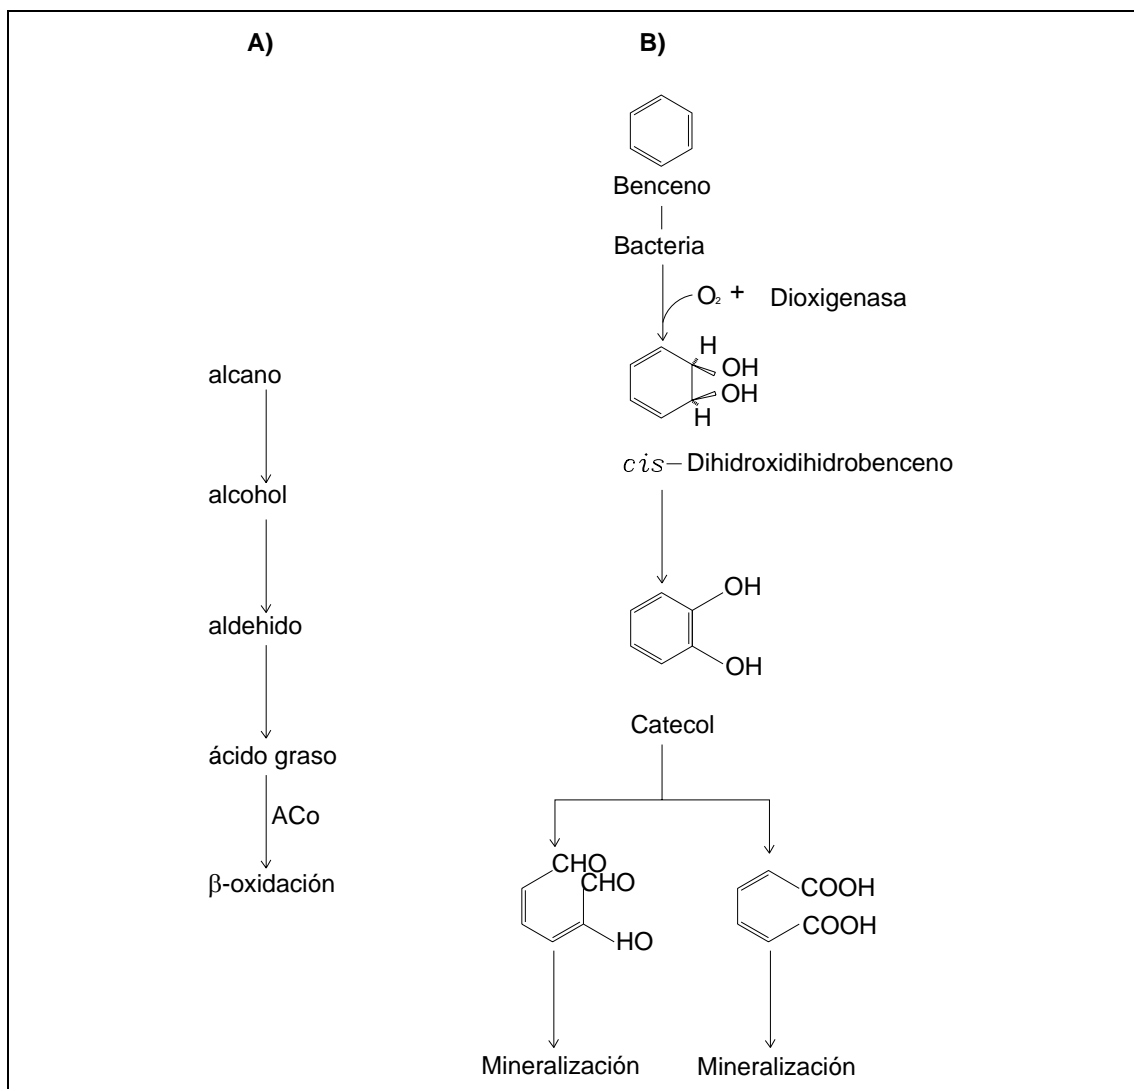 A)
alcano
alcohol
aldehido
ácido graso
ACo
β-oxidación
B)
Benceno
Bacteria
O₂ + Dioxigenasa
H
OH
OH
H
cis-Dihidroxidihidrobenceno
OH
OH
Catecol
CHO
CHO
HO
COOH
COOH
Mineralización
Mineralización